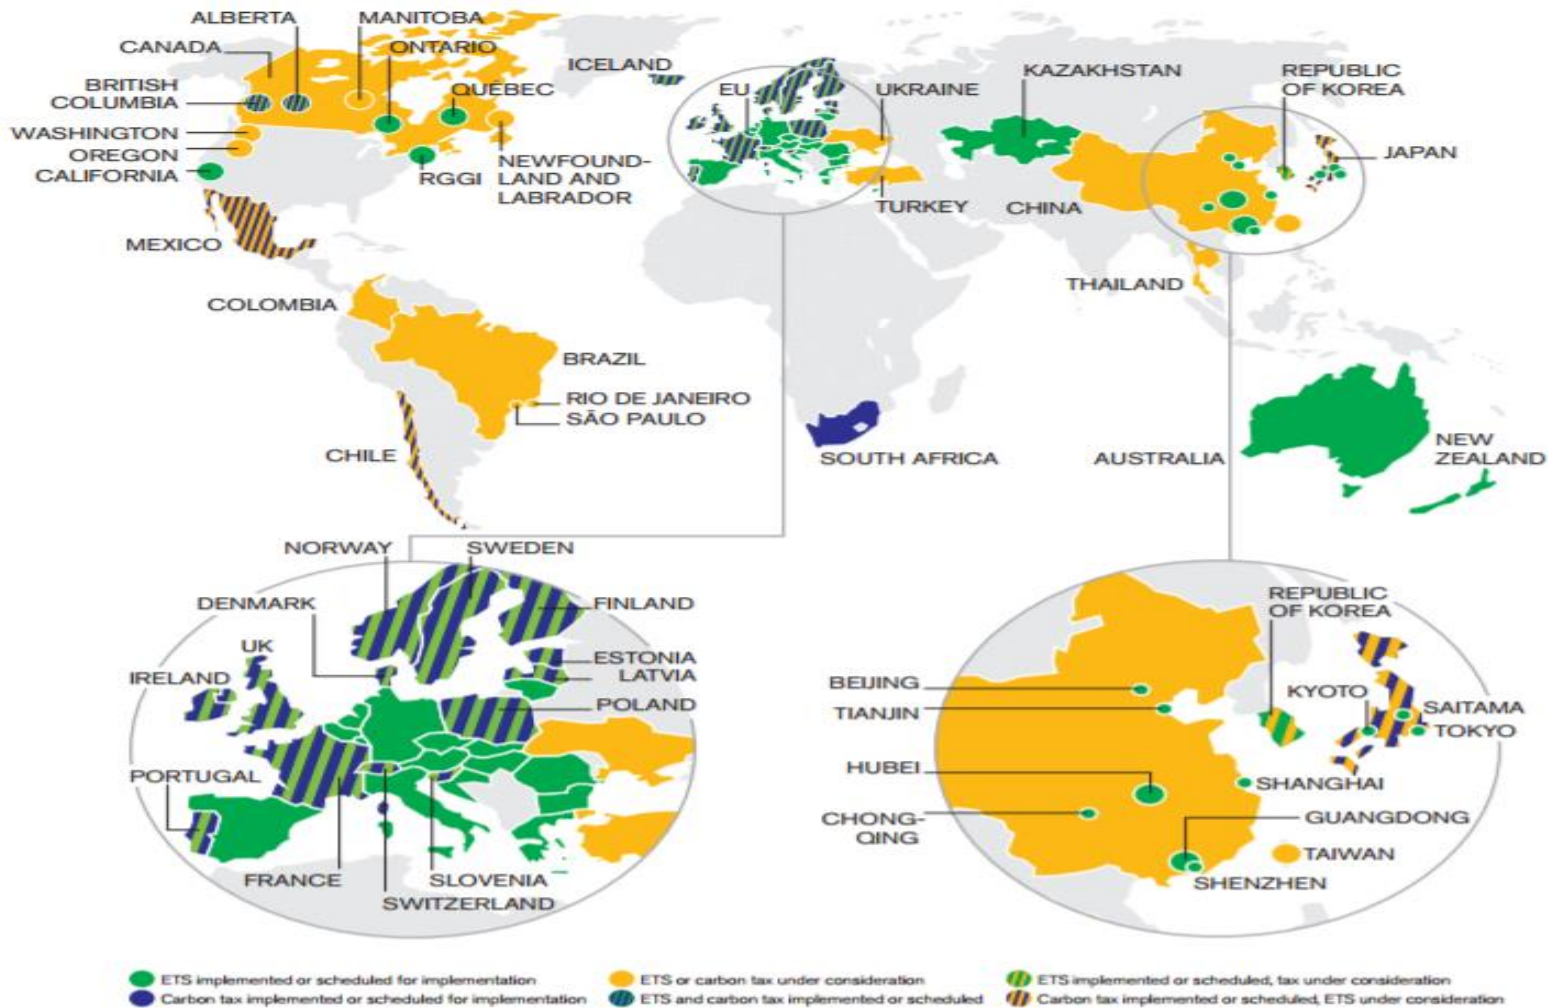 ALBERTA
MANITOBA
CANADA
ONTARIO
BRITISH
COLUMBIA
QUÉBEC
WASHINGTON
OREGON
CALIFORNIA
RGGI
NEWFOUND-
LAND AND
LABRADOR
MEXICO
ICELAND
EU
UKRAINE
KAZAKHSTAN
REPUBLIC
OF KOREA
JAPAN
TURKEY
CHINA
THAILAND
COLOMBIA
BRAZIL
RIO DE JANEIRO
SÃO PAULO
CHILE
SOUTH AFRICA
AUSTRALIA
NEW
ZEALAND
NORWAY
SWEDEN
DENMARK
FINLAND
UK
ESTONIA
LATVIA
IRELAND
POLAND
PORTUGAL
FRANCE
SLOVENIA
SWITZERLAND
REPUBLIC
OF KOREA
BEIJING
TIANJIN
KYOTO
SAITAMA
TOKYO
HUBEI
SHANGHAI
CHONG-
QING
GUANGDONG
TAIWAN
SHENZHEN
ETS implemented or scheduled for implementation
ETS or carbon tax under consideration
ETS implemented or scheduled, tax under consideration
Carbon tax implemented or scheduled for implementation
ETS and carbon tax implemented or scheduled
Carbon tax implemented or scheduled, ETS under consideration